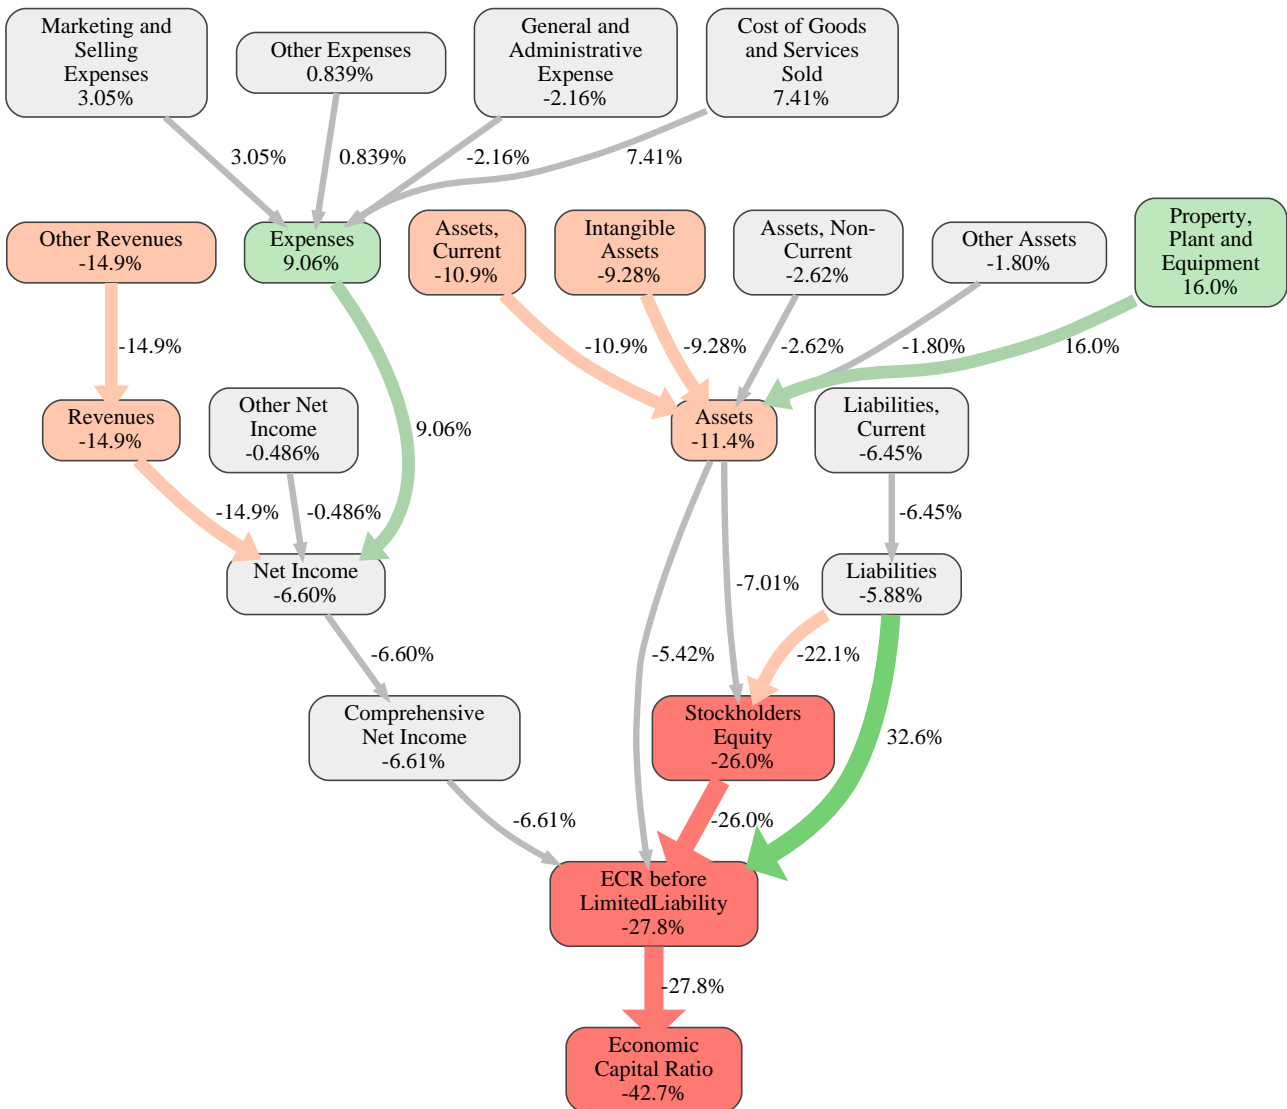 Marketing and
Selling
Expenses
3.05%
Other Expenses
0.839%
General and
Administrative
Expense
-2.16%
Cost of Goods
and Services
Sold
7.41%
3.05%
0.839%
-2.16%
7.41%
Other Revenues
-14.9%
Expenses
9.06%
Assets,
Current
-10.9%
Intangible
Assets
-9.28%
Assets, Non-
Current
-2.62%
Other Assets
-1.80%
Property,
Plant and
Equipment
16.0%
-14.9%
-10.9%
-9.28%
-2.62%
-1.80%
16.0%
Revenues
-14.9%
Other Net
Income
-0.486%
9.06%
Assets
-11.4%
Liabilities,
Current
-6.45%
-14.9%
-0.486%
-6.45%
Net Income
-6.60%
-7.01%
Liabilities
-5.88%
-6.60%
-5.42%
-22.1%
Comprehensive
Net Income
-6.61%
Stockholders
Equity
-26.0%
32.6%
-6.61%
-26.0%
ECR before
LimitedLiability
-27.8%
-27.8%
Economic
Capital Ratio
-42.7%